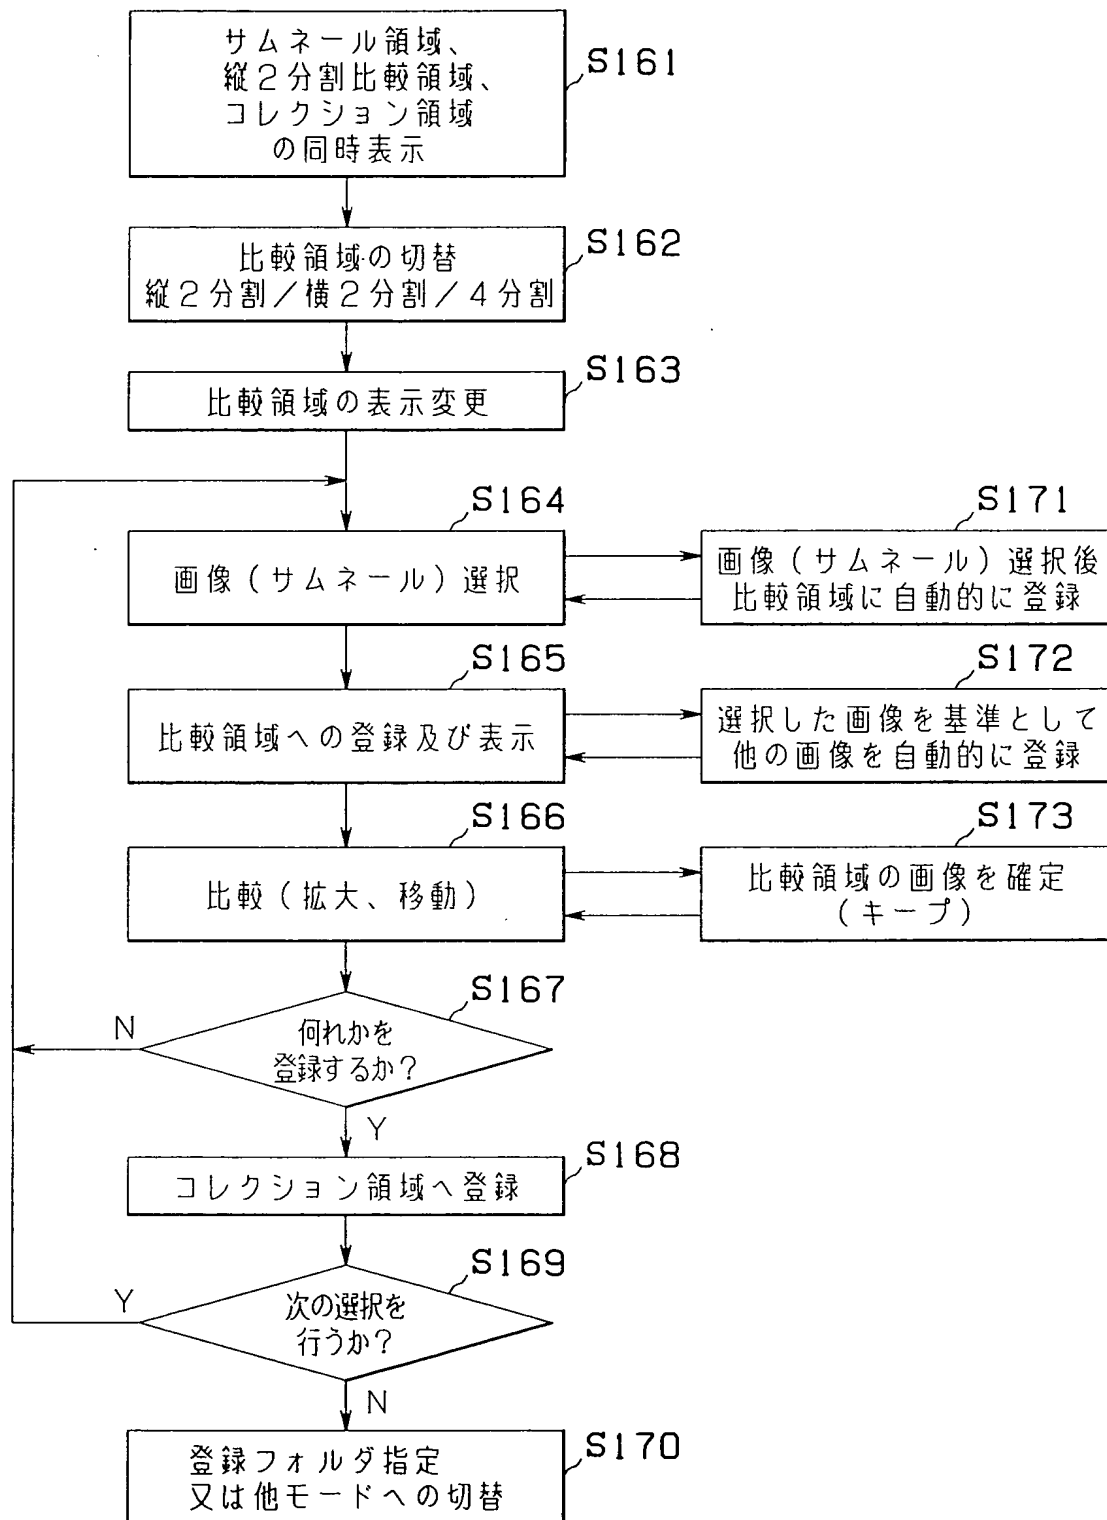 サムネール領域、
縦2分割比較領域、
コレクション領域
の同時表示
S161
比較領域の切替
縦2分割/横2分割/4分割
S162
比較領域の表示変更
S163
S164
画像(サムネール)選択
S171
画像(サムネール)選択後
比較領域に自動的に登録
S165
比較領域への登録及び表示
S172
選択した画像を基準として
他の画像を自動的に登録
S166
比較(拡大、移動)
S173
比較領域の画像を確定
(キープ)
S167
何れかを
登録するか?
N
Y
コレクション領域へ登録
S168
S169
次の選択を
行うか?
Y
N
登録フォルダ指定
又は他モードへの切替
S170